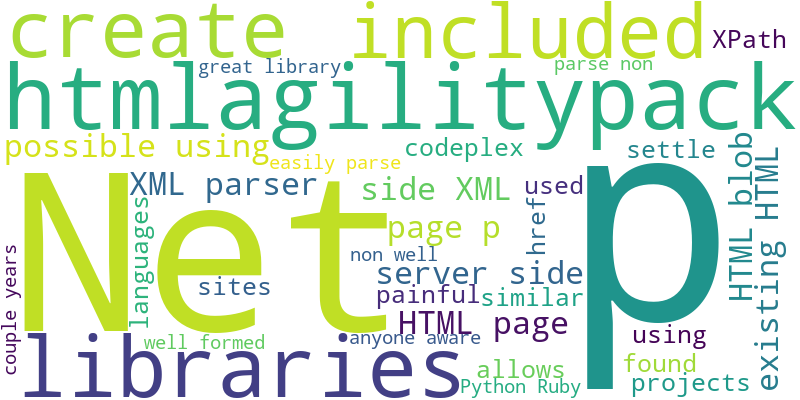 create included
XPath
great library
parse non
htmlagilitypack
possible using
codeplex
settle
easily parse
Net
p
XML parser
side XML
used
HTML blob
existing HTML
languages
page p
href
non well
couple years
sites
server side
painful
similar
HTML page
using
well formed
anyone aware
libraries
allows
found
Python Ruby
projects